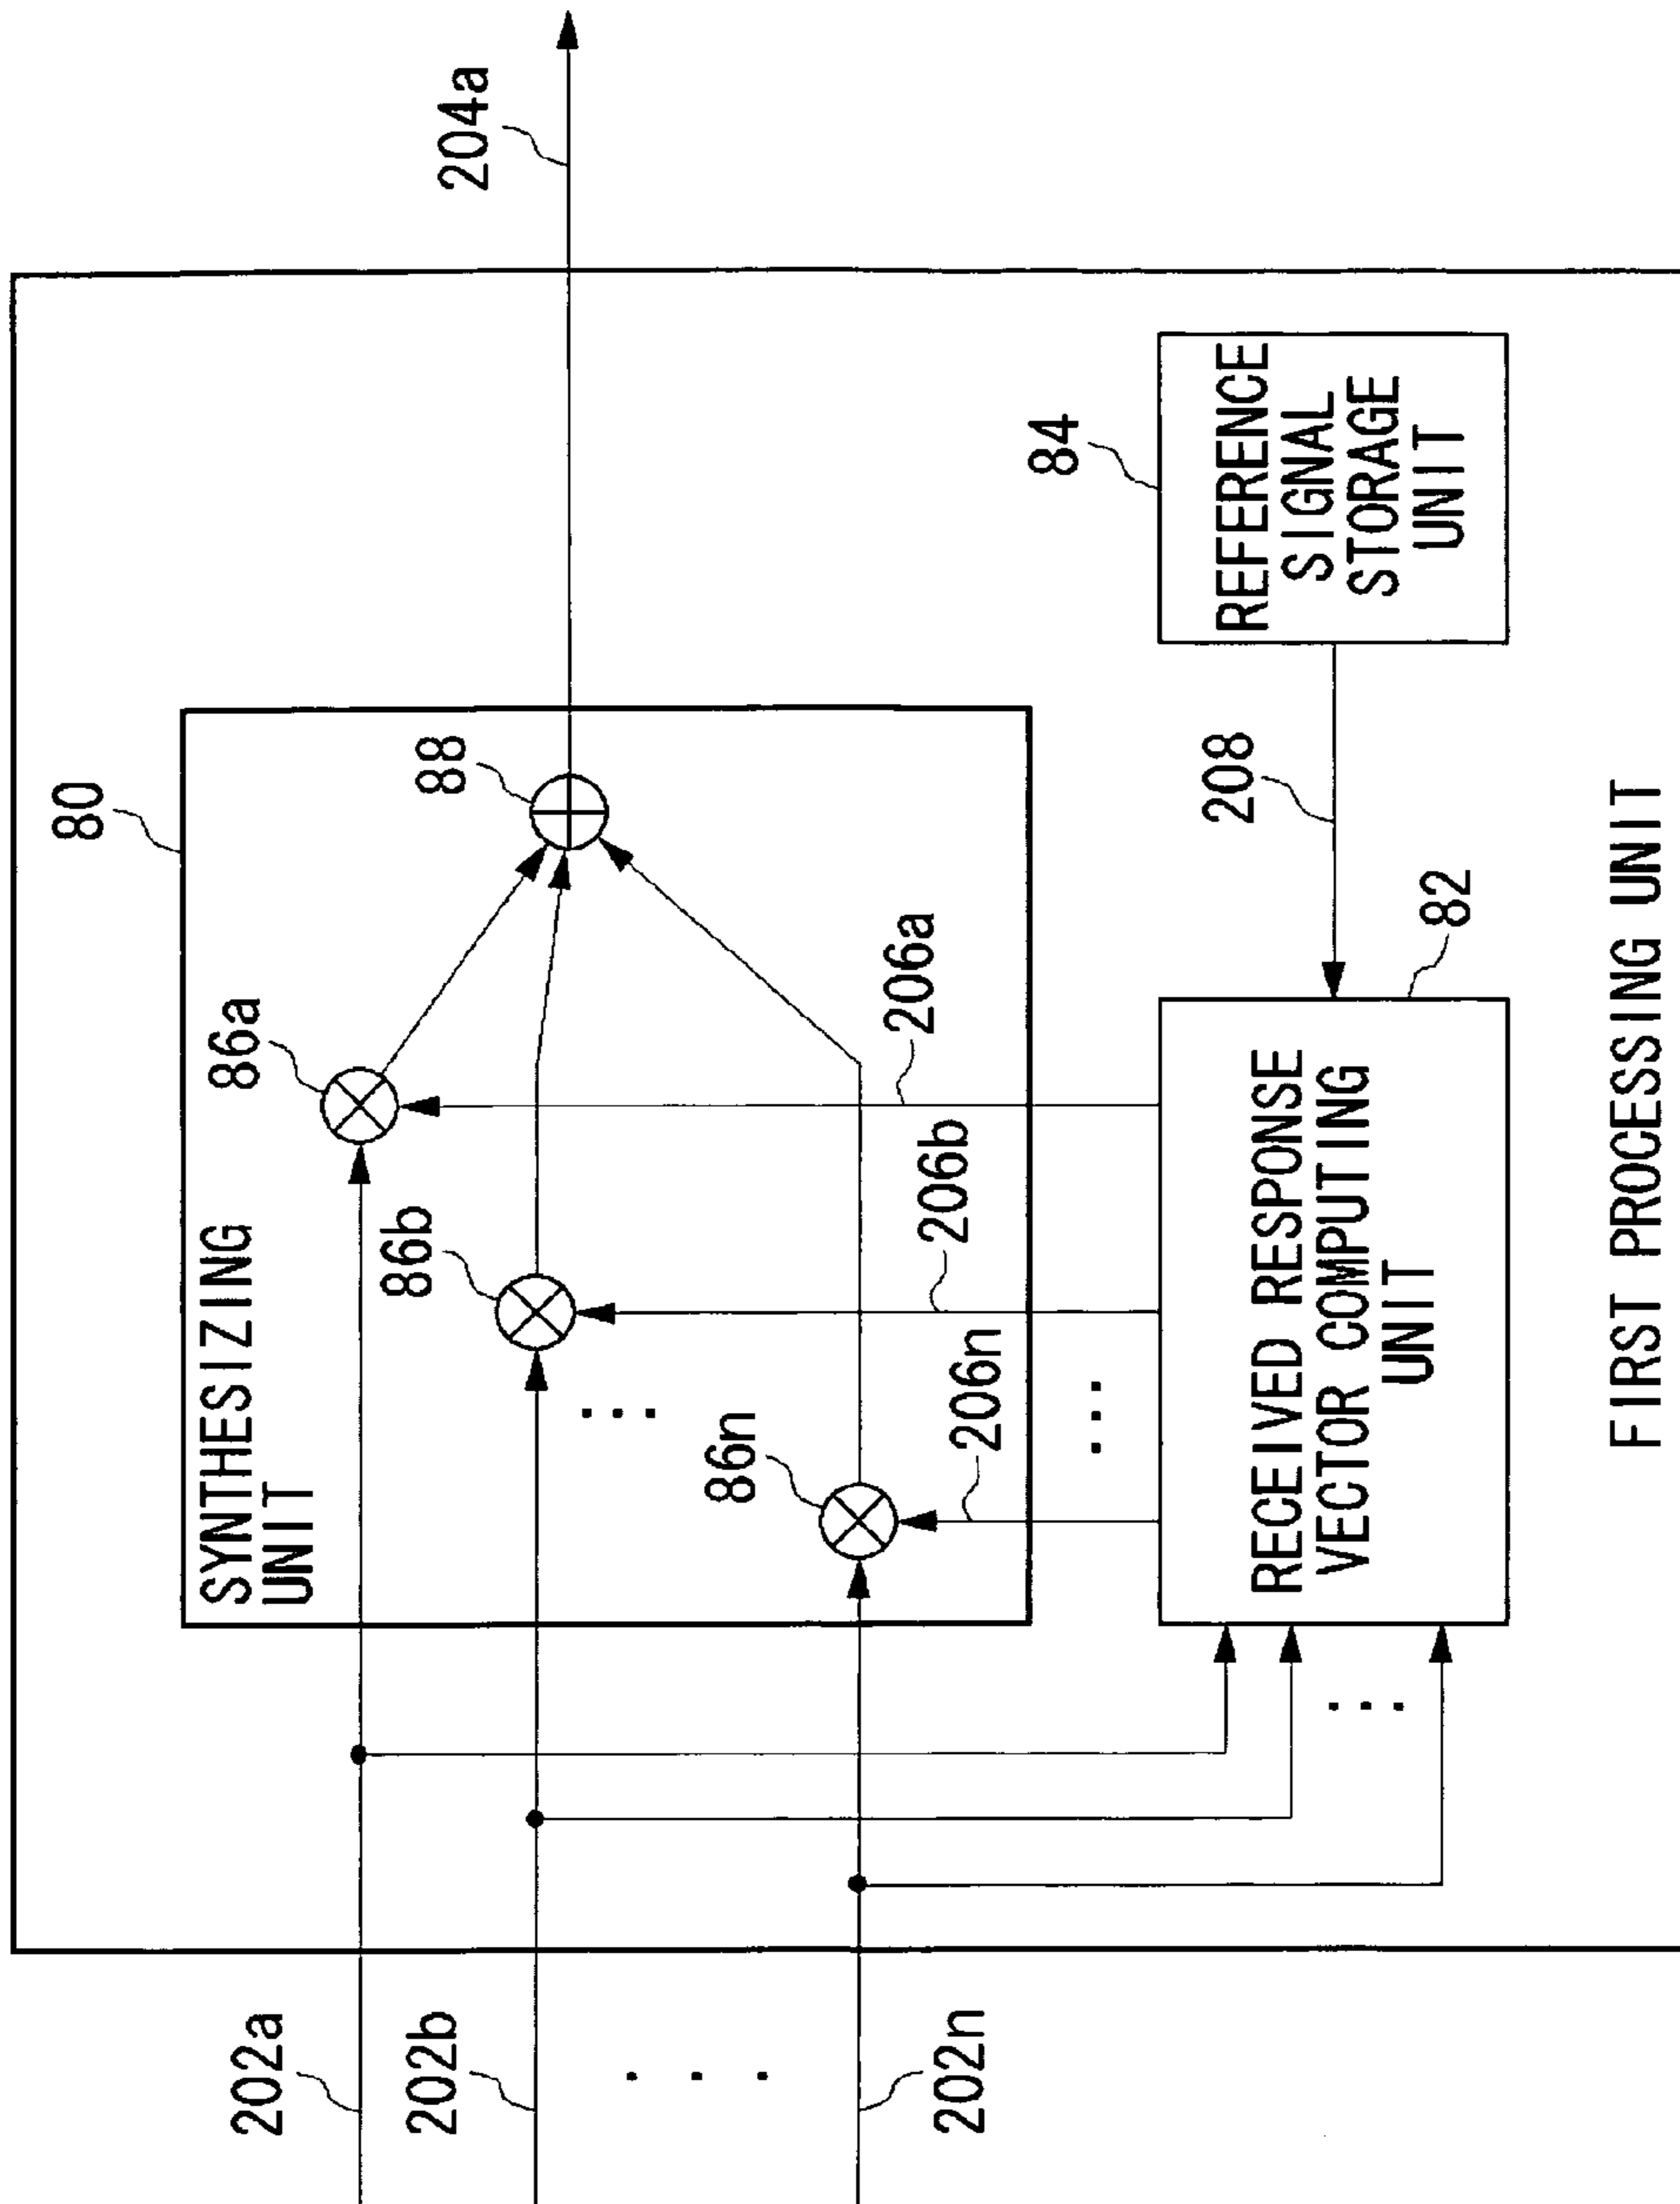 80
204a
SYNTHESIZING
UNIT
86a
88
202a
86b
202b
86n
206a
206b
206n
202n
84
208
REFERENCE
SIGNAL
STORAGE
UNIT
RECEIVED RESPONSE
VECTOR COMPUTING
UNIT
82
FIRST PROCESSING UNIT